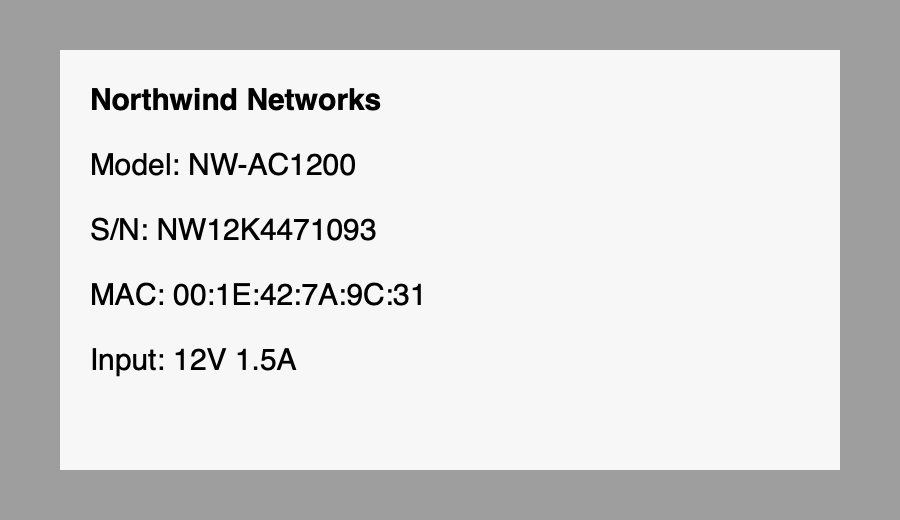 Northwind Networks
Model: NW-AC1200
S/N: NW12K4471093
MAC: 00:1E:42:7A:9C:31
Input: 12V 1.5A